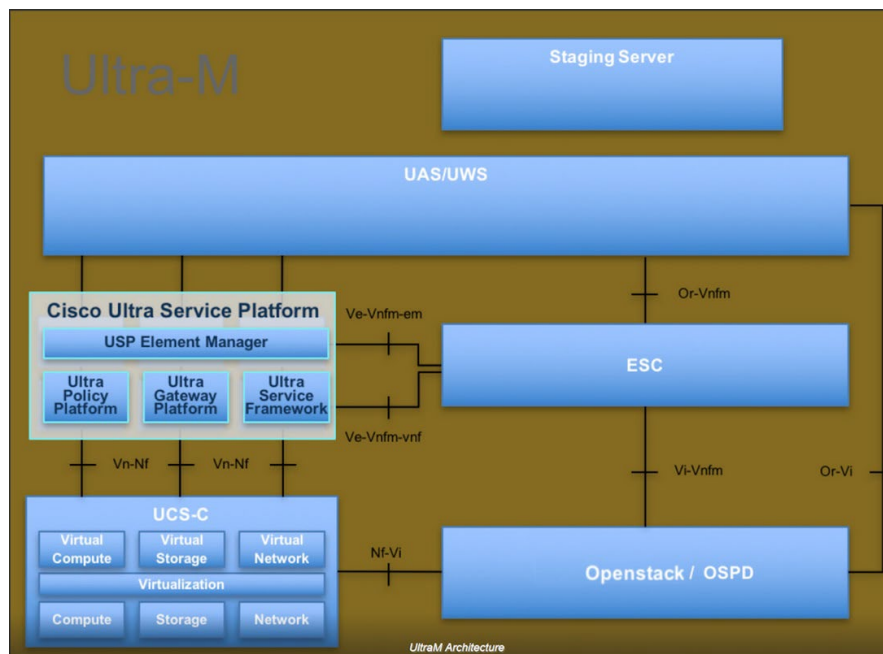 Ultra-M
Staging Server
UAS/UWS
Or-Vnfm
Cisco Ultra Service Platform
Ve-Vnfm-em
USP Element Manager
ESC
Ultra
Policy
Platform
Ultra
Gateway
Platform
Ultra
Service
Framework
Ve-Vnfm-vnf
Vn-Nf
Vn-Nf
Vi-Vnfm
Or-Vi
UCS-C
Virtual
Compute
Virtual
Storage
Virtual
Network
Nf-Vi
Openstack / OSPD
Virtualization
Compute
Storage
Network
UltraM Architecture